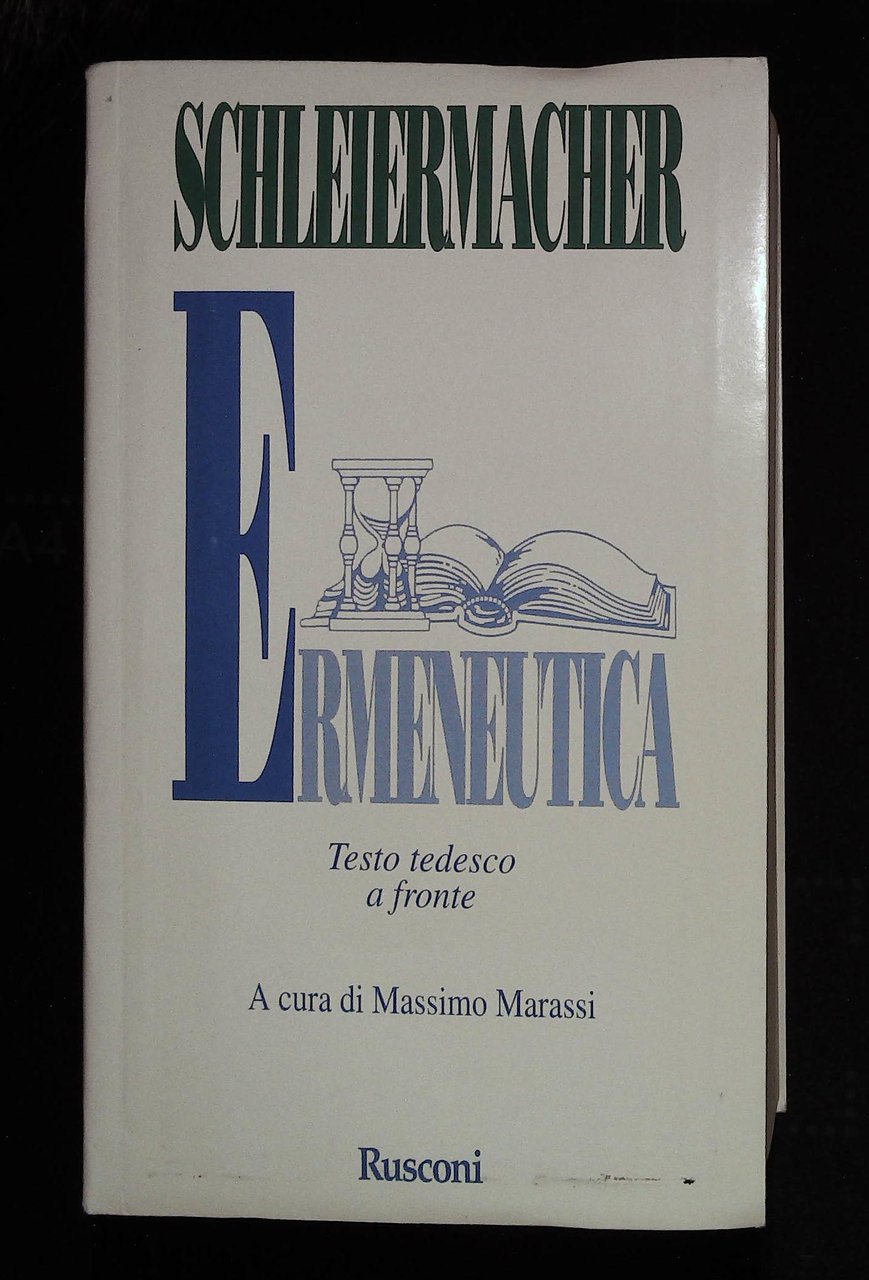 SCHLEIERMACHER
ERMENEUTICA
Testo tedesco
a fronte
A cura di Massimo Marassi
Rusconi